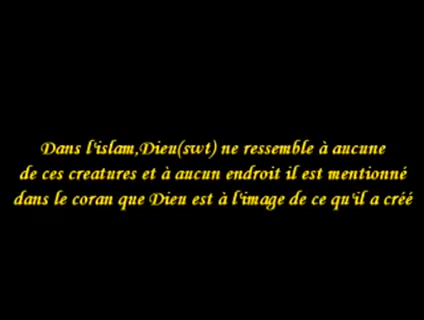 Dans l'islam,Dieu(swt) ne ressemble à aucune
de ces creatures et à aucun endroit il est mentionné
dans le coran que Dieu est à l'image de ce qu'il a créé